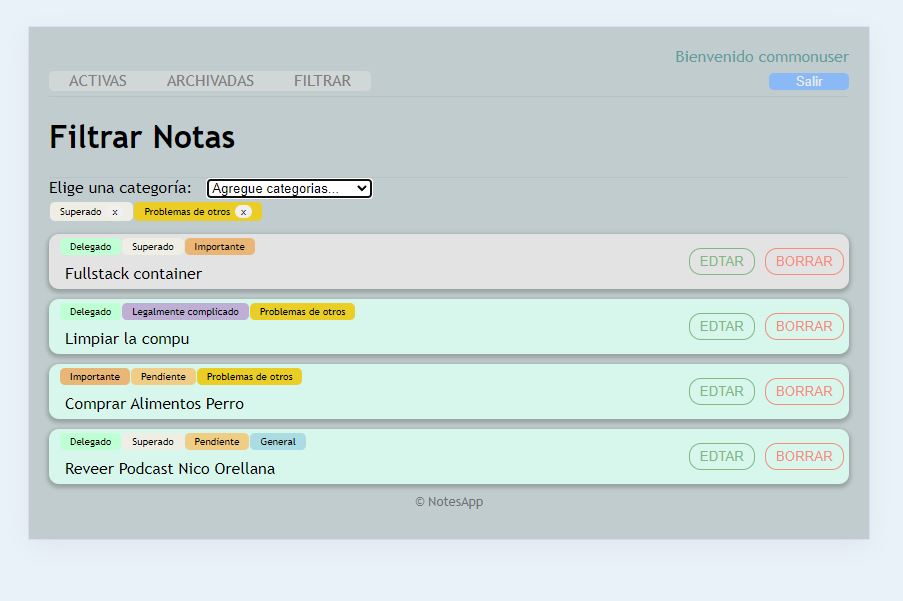 Bienvenido commonuser
ACTIVAS ARCHIVADAS FILTRAR Salir
Filtrar Notas
Elige una categoría: Agregue categorias...
Superado x Problemas de otros x
Delegado Superado Importante
Fullstack container EDTAR BORRAR
Delegado Legalmente complicado Problemas de otros
Limpiar la compu EDTAR BORRAR
Importante Pendiente Problemas de otros
Comprar Alimentos Perro EDTAR BORRAR
Delegado Superado Pendiente General
Reveer Podcast Nico Orellana EDTAR BORRAR
© NotesApp